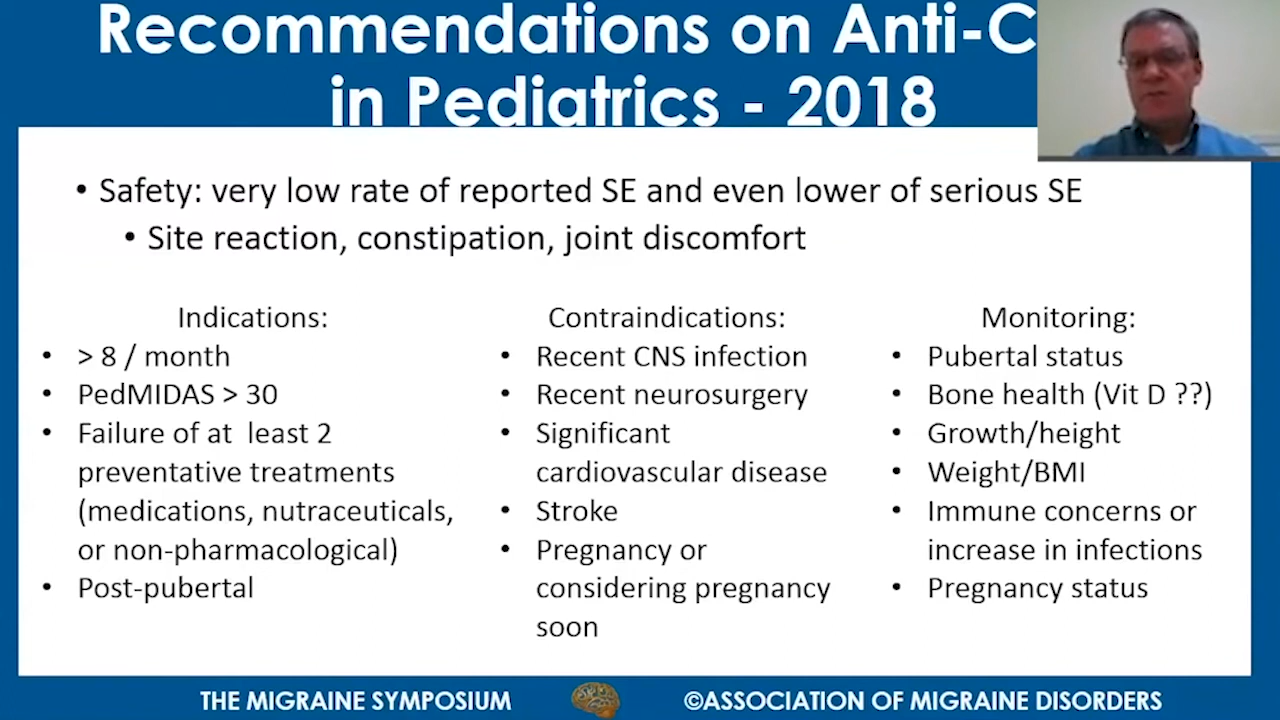 Recommendations on Anti-C
in Pediatrics - 2018
• Safety: very low rate of reported SE and even lower of serious SE
• Site reaction, constipation, joint discomfort
Indications:
• > 8 / month
• PedMIDAS > 30
• Failure of at least 2
preventative treatments
(medications, nutraceuticals,
or non-pharmacological)
• Post-pubertal
Contraindications:
• Recent CNS infection
• Recent neurosurgery
• Significant
cardiovascular disease
• Stroke
• Pregnancy or
considering pregnancy
soon
Monitoring:
• Pubertal status
• Bone health (Vit D ??)
• Growth/height
• Weight/BMI
• Immune concerns or
increase in infections
• Pregnancy status
THE MIGRAINE SYMPOSIUM
©ASSOCIATION OF MIGRAINE DISORDERS